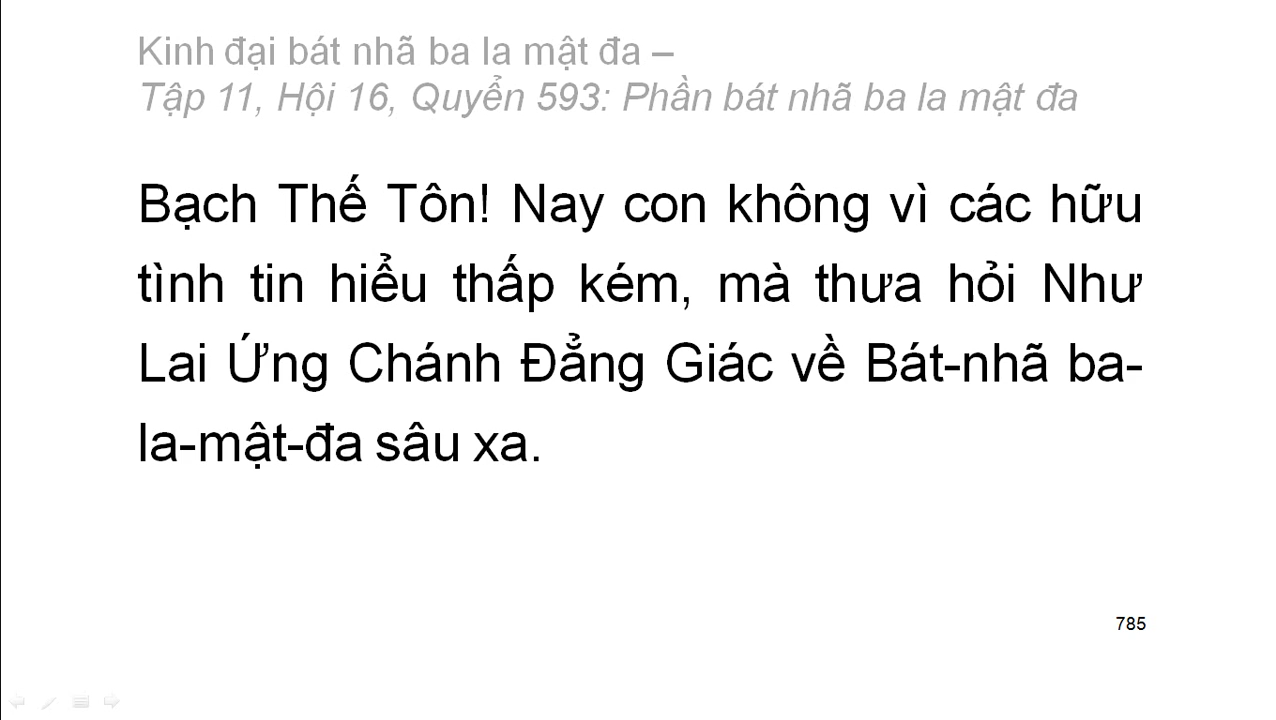 Kinh đại bát nhã ba la mật đa –
Tập 11, Hội 16, Quyển 593: Phần bát nhã ba la mật đa
Bạch Thế Tôn! Nay con không vì các hữu
tình tin hiểu thấp kém, mà thưa hỏi Như
Lai Ứng Chánh Đẳng Giác về Bát-nhã ba-
la-mật-đa sâu xa.
785